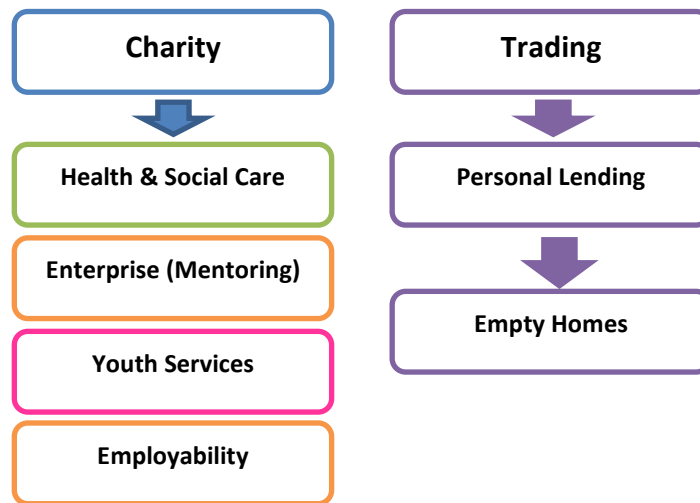 Charity
Health & Social Care
Enterprise (Mentoring)
Youth Services
Employability
Trading
Personal Lending
Empty Homes